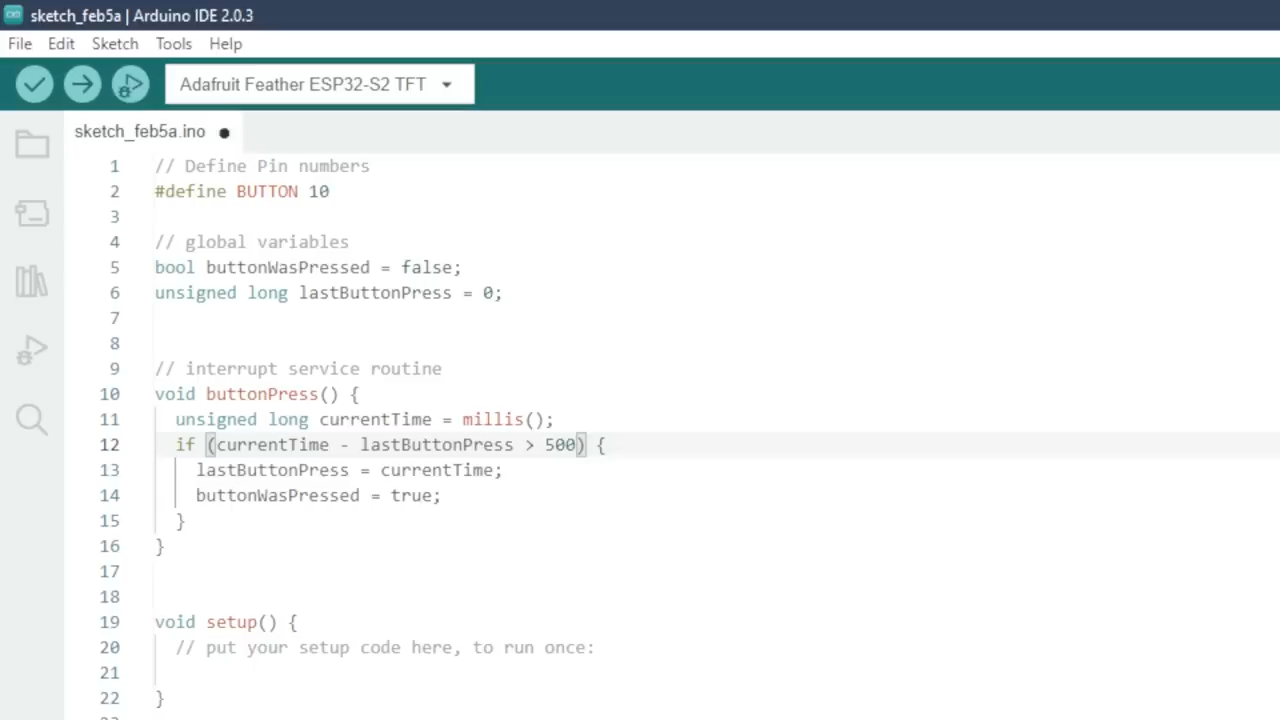 sketch_feb5a | Arduino IDE 2.0.3
File Edit Sketch Tools Help
Adafruit Feather ESP32-S2 TFT
sketch_feb5a.ino
1 // Define Pin numbers
2 #define BUTTON 10
3
4 // global variables
5 bool buttonWasPressed = false;
6 unsigned long lastButtonPress = 0;
7
8
9 // interrupt service routine
10 void buttonPress() {
11 unsigned long currentTime = millis();
12 if (currentTime - lastButtonPress > 500) {
13 lastButtonPress = currentTime;
14 buttonWasPressed = true;
15 }
16 }
17
18
19 void setup() {
20 // put your setup code here, to run once:
21
22 }